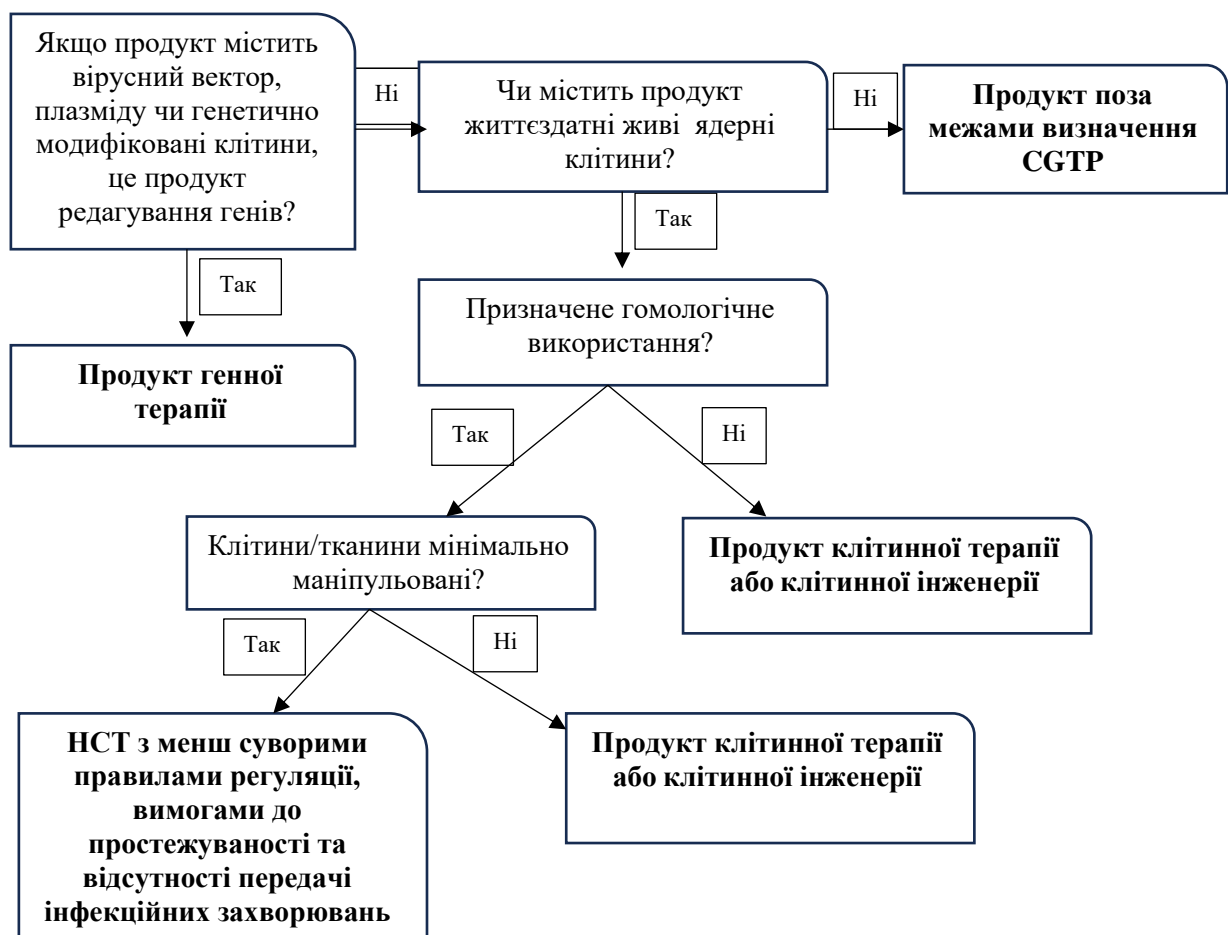 Якщо продукт містить
вірусний вектор,
плазміду чи генетично
модифіковані клітини,
це продукт
редагування генів?
Ні
Чи містить продукт
життєздатні живі ядерні
клітини?
Ні
Продукт поза
межами визначення
CGTP
Так
Так
Призначене гомологічне
використання?
Продукт генної
терапії
Так
Ні
Клітини/тканини мінімально
маніпульовані?
Продукт клітинної терапії
або клітинної інженерії
Так
Ні
НСТ з менш суворими
правилами регуляції,
вимогами до
простежуваності та
відсутності передачі
інфекційних захворювань
Продукт клітинної терапії
або клітинної інженерії